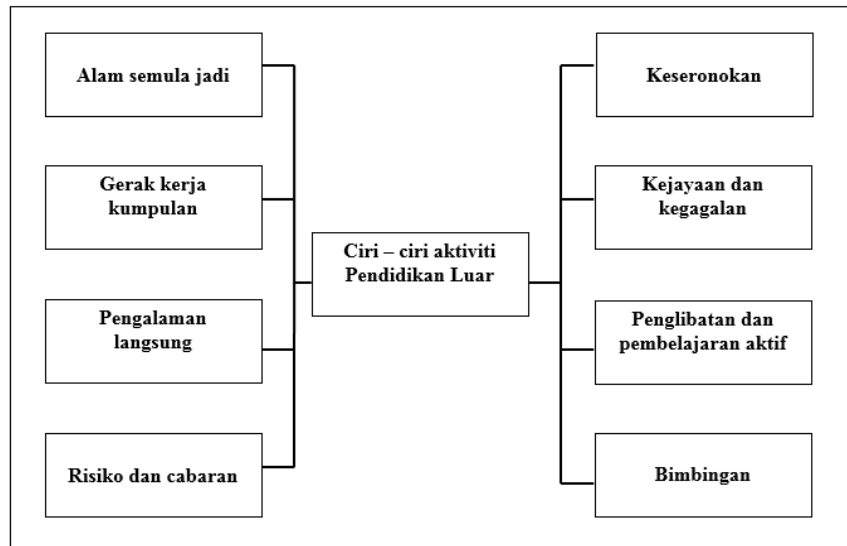 Alam semula jadi
Gerak kerja
kumpulan
Pengalaman
langsung
Risiko dan cabaran
Ciri – ciri aktiviti
Pendidikan Luar
Keseronokan
Kejayaan dan
kegagalan
Penglibatan dan
pembelajaran aktif
Bimbingan